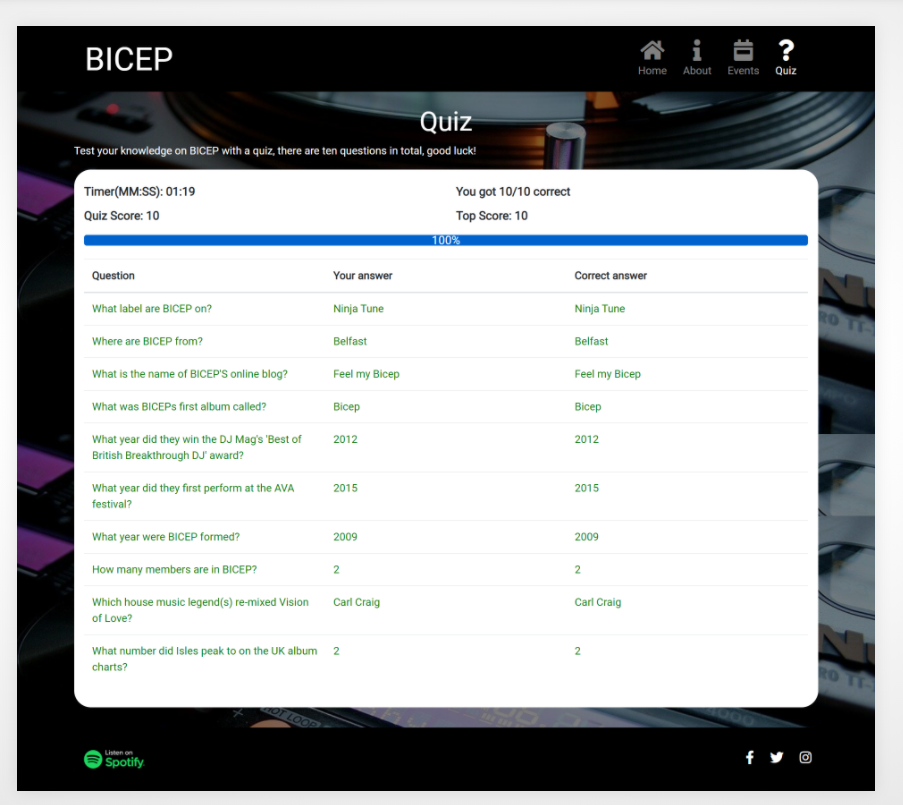 BICEP
Home About Events Quiz
Quiz
Test your knowledge on BICEP with a quiz, there are ten questions in total, good luck!
Timer(MM:SS): 01:19 You got 10/10 correct
Quiz Score: 10 Top Score: 10
100%
Question Your answer Correct answer
What label are BICEP on? Ninja Tune Ninja Tune
Where are BICEP from? Belfast Belfast
What is the name of BICEP'S online blog? Feel my Bicep Feel my Bicep
What was BICEPs first album called? Bicep Bicep
What year did they win the DJ Mag's 'Best of 2012 2012
British Breakthrough DJ' award?
What year did they first perform at the AVA 2015 2015
festival?
What year were BICEP formed? 2009 2009
How many members are in BICEP? 2 2
Which house music legend(s) re-mixed Vision Carl Craig Carl Craig
of Love?
What number did Isles peak to on the UK album 2 2
charts?
HOT LOOP
Listen on
Spotify